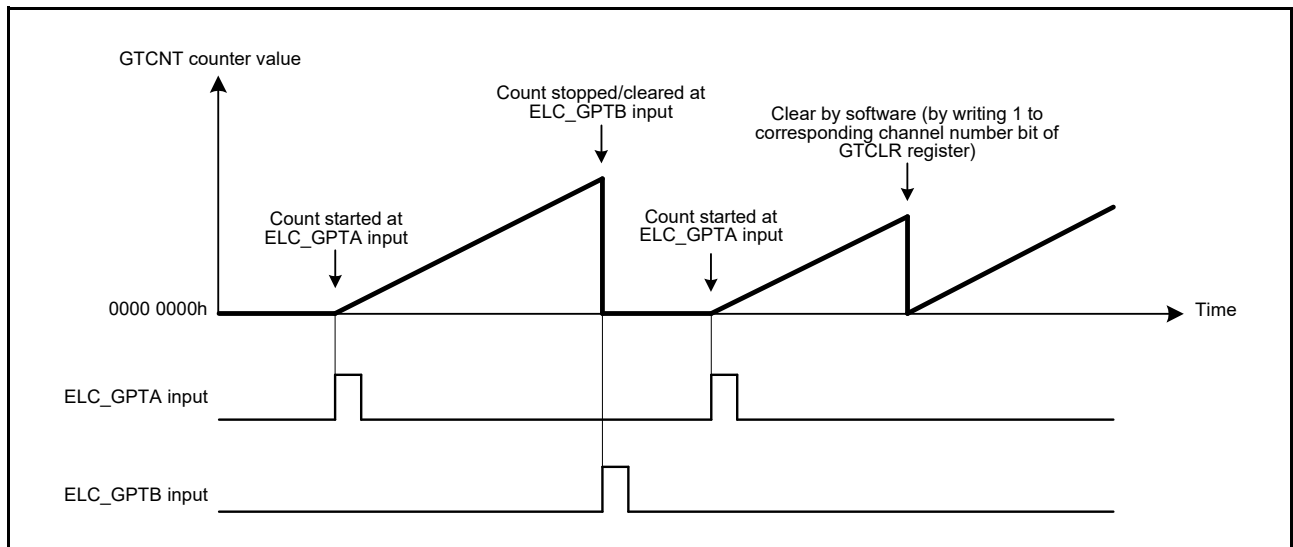 GTCNT counter value
Count stopped/cleared at
ELC_GPTB input
Clear by software (by writing 1 to
corresponding channel number bit of
GTCLR register)
Count started at
ELC_GPTA input
Count started at
ELC_GPTA input
0000 0000h
Time
ELC_GPTA input
ELC_GPTB input